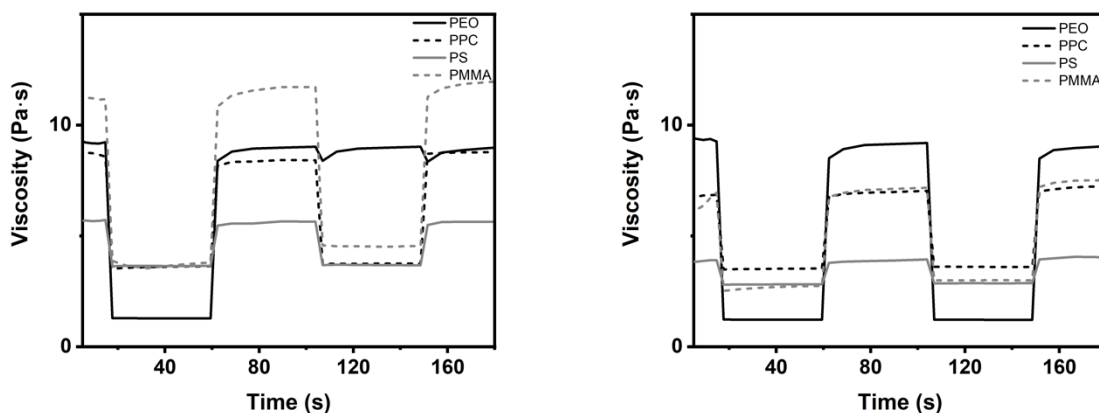 PEO
PPC
PS
PMMA
Viscosity (Pa·s)
10
0
40
80
120
160
Time (s)
PEO
PPC
PS
PMMA
Viscosity (Pa·s)
10
0
40
80
120
160
Time (s)